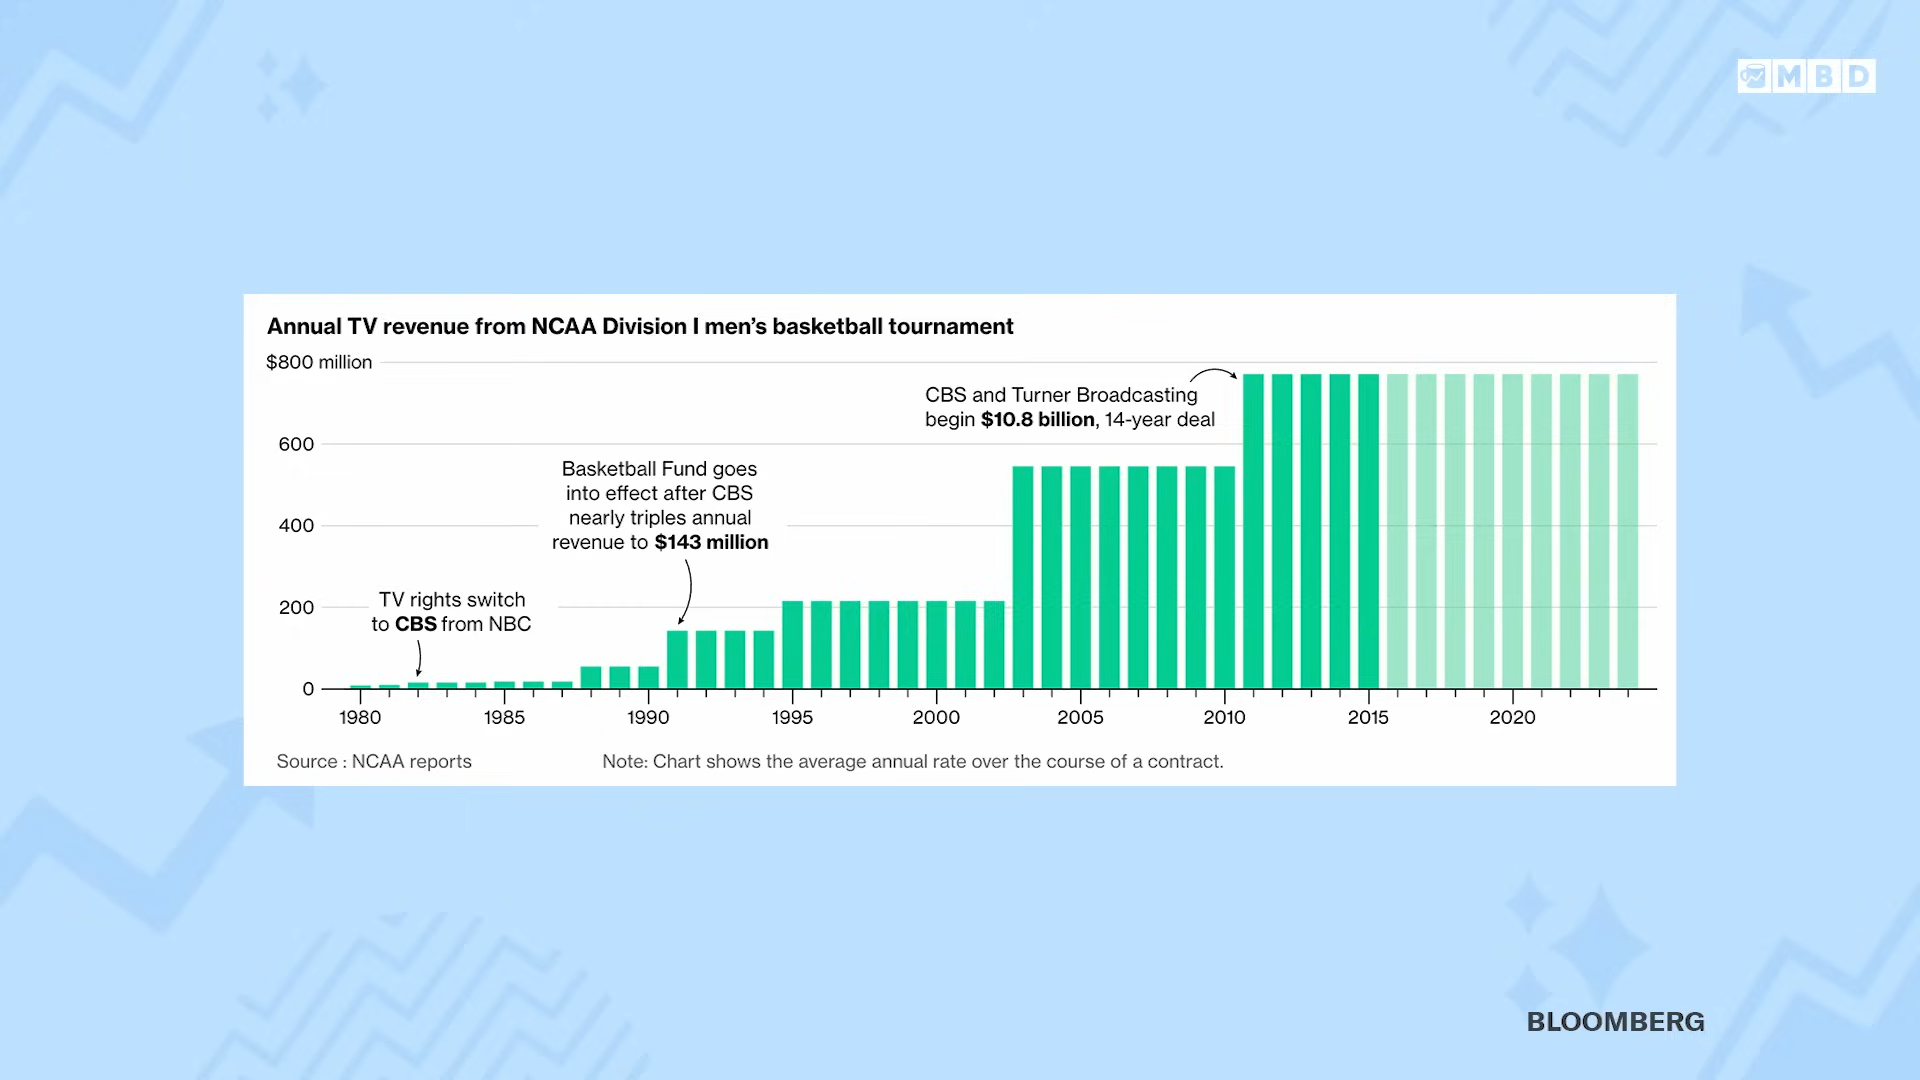 MBD
Annual TV revenue from NCAA Division I men’s basketball tournament
$800 million
CBS and Turner Broadcasting
begin $10.8 billion, 14-year deal
600
Basketball Fund goes
into effect after CBS
nearly triples annual
revenue to $143 million
400
TV rights switch
to CBS from NBC
200
0
1980 1985 1990 1995 2000 2005 2010 2015 2020
Source : NCAA reports
Note: Chart shows the average annual rate over the course of a contract.
BLOOMBERG